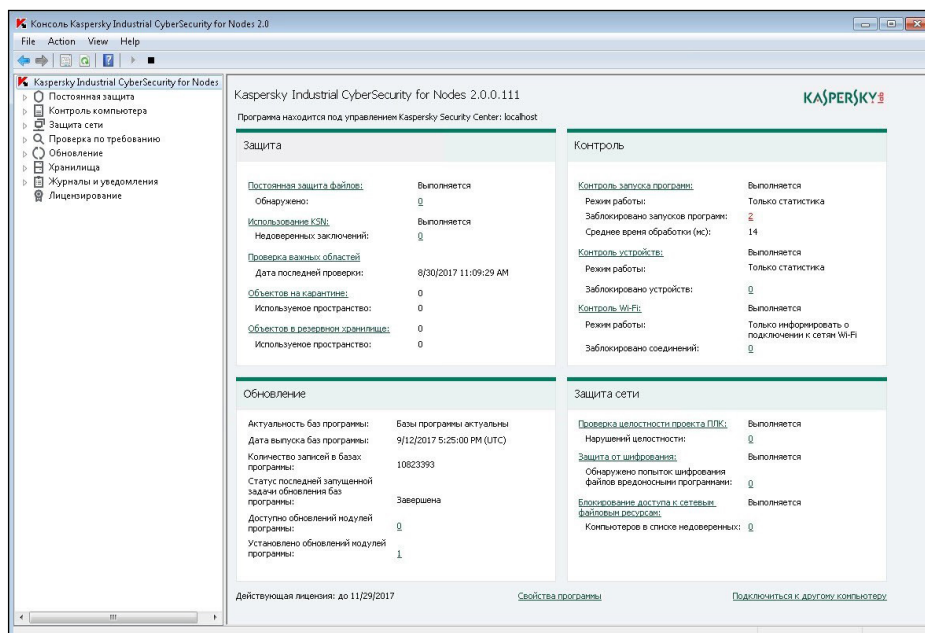 Консоль Kaspersky Industrial CyberSecurity for Nodes 2.0
File Action View Help
Kaspersky Industrial CyberSecurity for Nodes
Постоянная защита
Контроль компьютера
Защита сети
Проверка по требованию
Обновление
Хранилища
Журналы и уведомления
Лицензирование
Kaspersky Industrial CyberSecurity for Nodes 2.0.0.111
KASPERSKY lab
Программа находится под управлением Kaspersky Security Center: localhost
Защита
Постоянная защита файлов: Выполняется
Обнаружено: 0
Использование KSN: Выполняется
Недоверенных заключений: 0
Проверка важных областей
Дата последней проверки: 8/30/2017 11:09:29 AM
Объектов на карантине: 0
Используемое пространство: 0
Объектов в резервном хранилище: 0
Используемое пространство: 0
Контроль
Контроль запуска программ: Выполняется
Режим работы: Только статистика
Заблокировано запусков программ: 2
Среднее время обработки (мс): 14
Контроль устройств: Выполняется
Режим работы: Только статистика
Заблокировано устройств: 0
Контроль Wi-Fi: Выполняется
Режим работы: Только информировать о
подключении к сетям Wi-Fi
Заблокировано соединений: 0
Обновление
Актуальность баз программы: Базы программы актуальны
Дата выпуска баз программы: 9/12/2017 5:25:00 PM (UTC)
Количество записей в базах
программы: 10823393
Статус последней запущенной
задачи обновления баз
программы: Завершена
Доступно обновлений модулей
программы: 0
Установлено обновлений модулей
программы: 1
Защита сети
Проверка целостности проекта ПЛК: Выполняется
Нарушений целостности: 0
Защита от шифрования: Выполняется
Обнаружено попыток шифрования
файлов вредоносными программами: 0
Блокирование доступа к сетевым Выполняется
файловым ресурсам:
Компьютеров в списке недоверенных: 0
Действующая лицензия: до 11/29/2017
Свойства программы
Подключиться к другому компьютеру